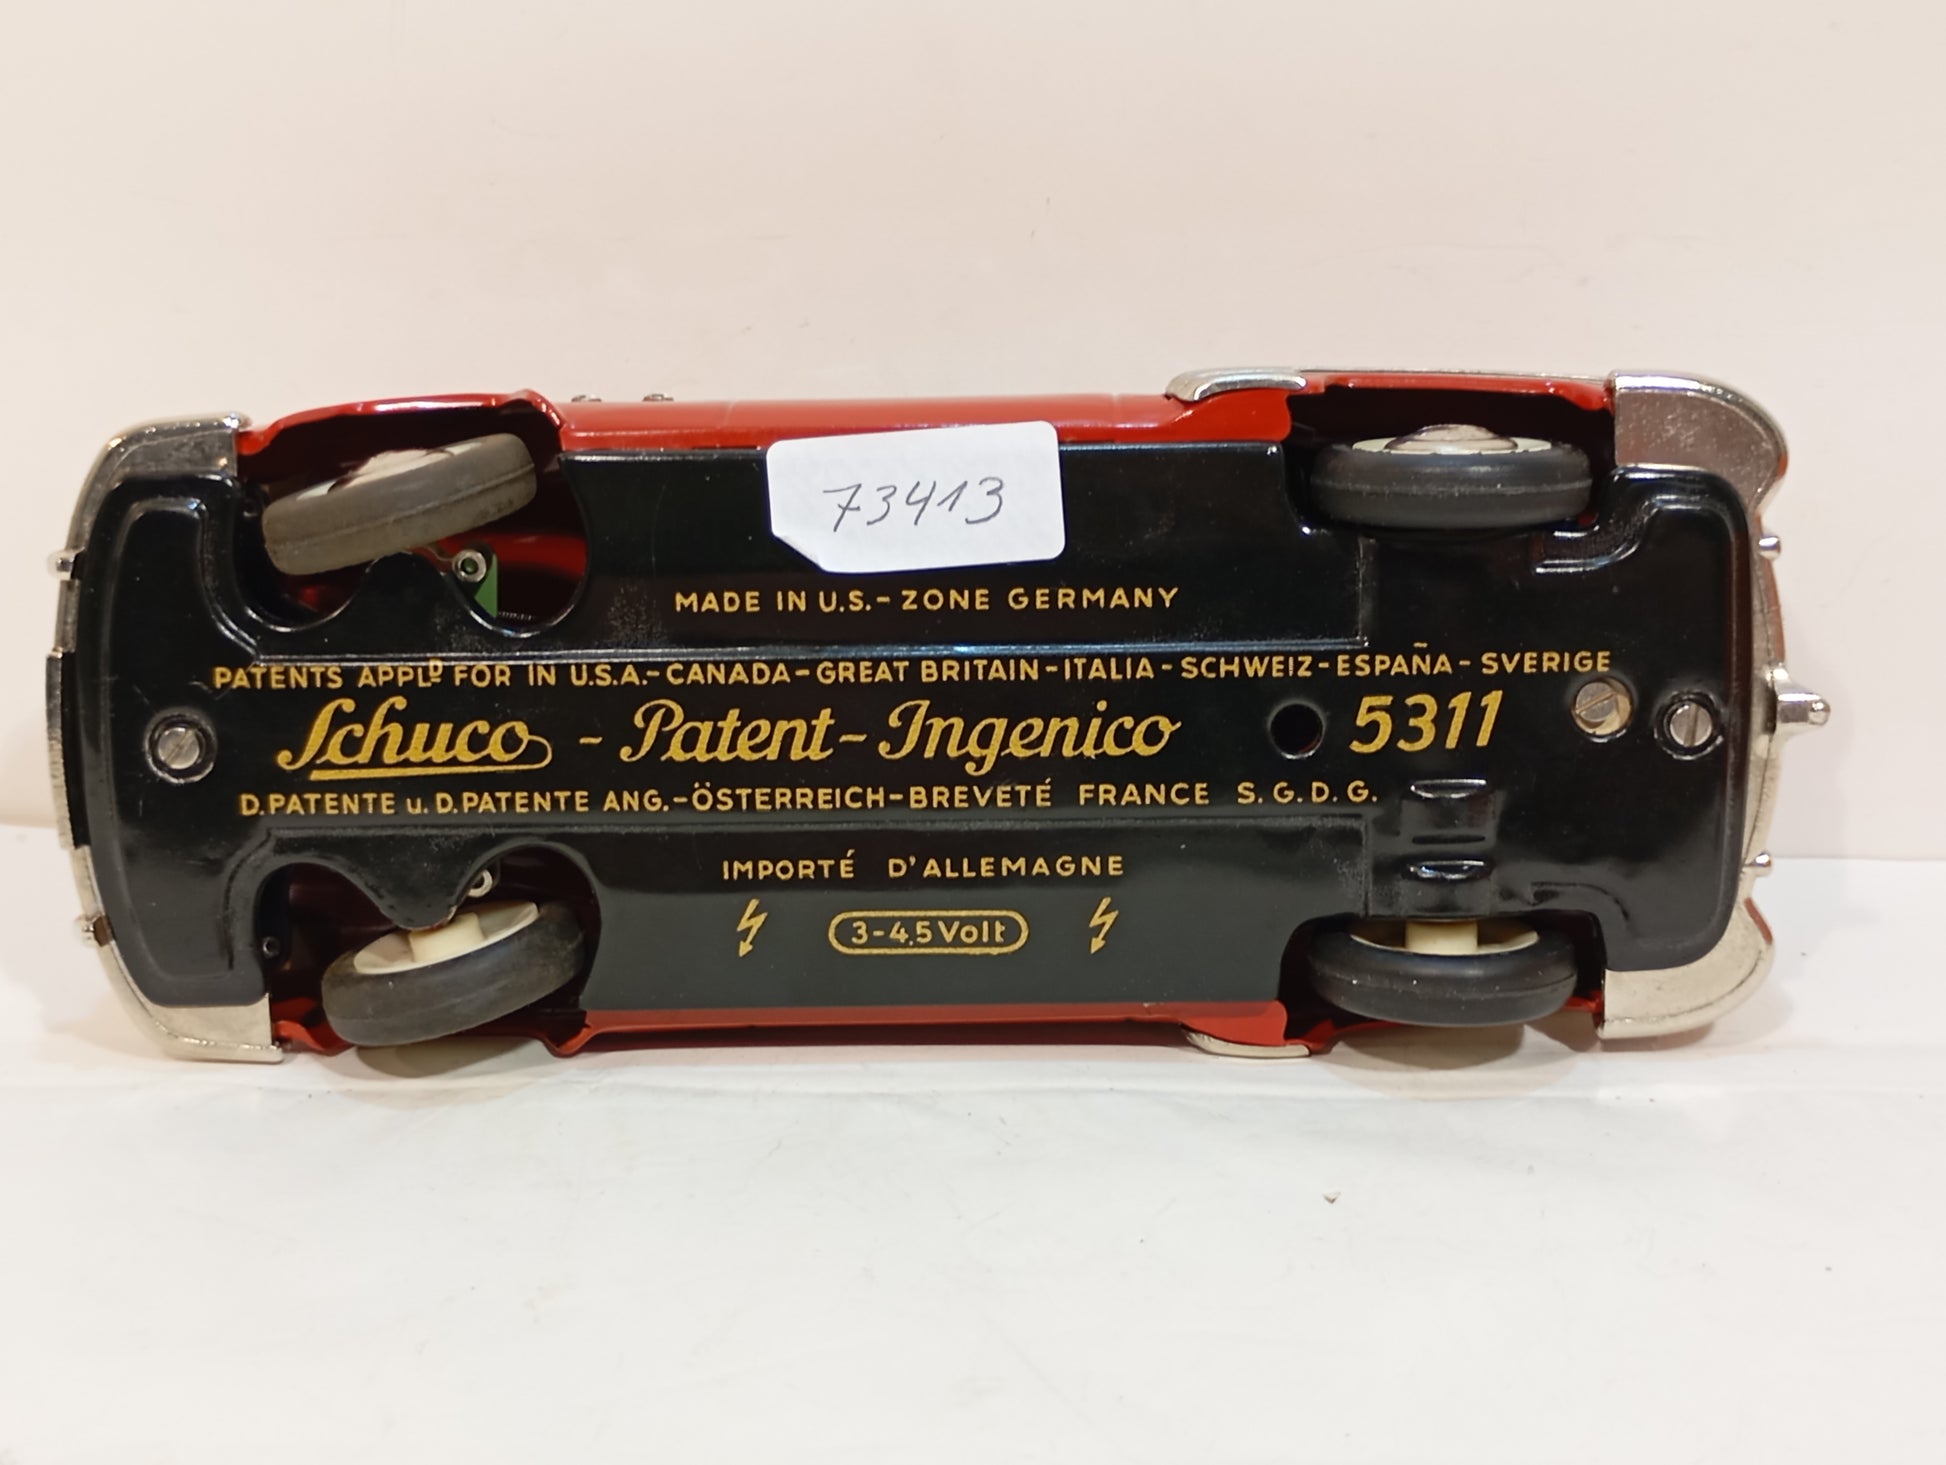 73413
MADE IN U.S.-ZONE GERMANY
PATENTS APPLD FOR IN U.S.A.-CANADA-GREAT BRITAIN-ITALIA-SCHWEIZ-ESPAÑA-SVERIGE
Schuco - Patent-Ingenico 5311
D.PATENTE u. D.PATENTE ANG.-ÖSTERREICH-BREVETÉ FRANCE S.G.D.G.
IMPORTÉ D'ALLEMAGNE
3-4,5 Volt